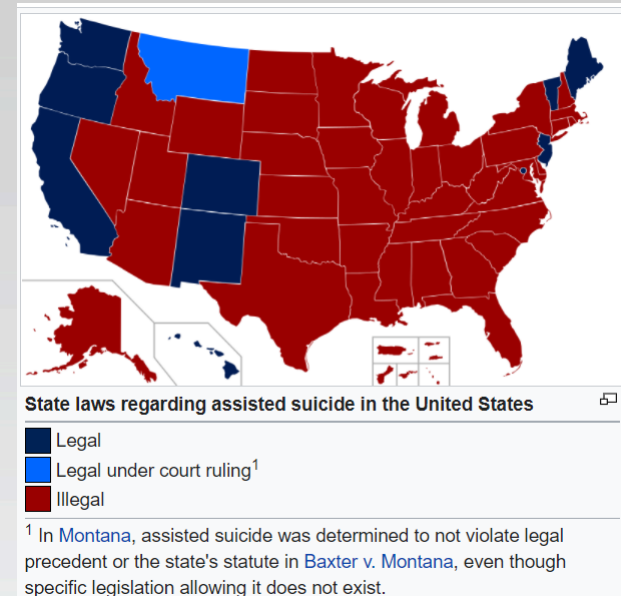 State laws regarding assisted suicide in the United States
Legal
Legal under court ruling1
Illegal
1 In Montana, assisted suicide was determined to not violate legal
precedent or the state's statute in Baxter v. Montana, even though
specific legislation allowing it does not exist.